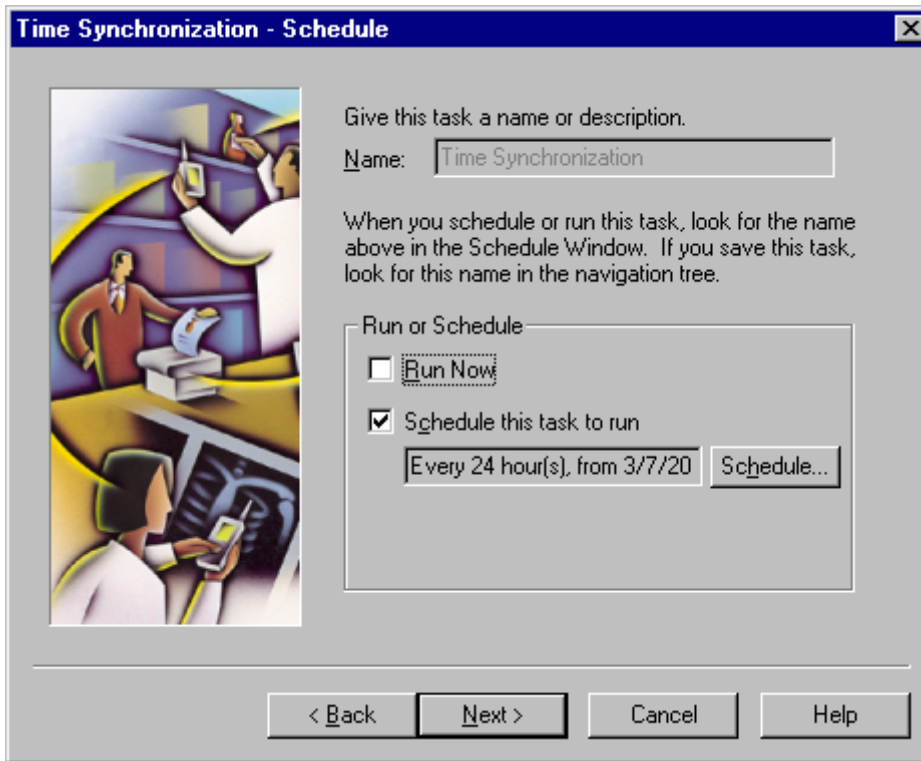 Time Synchronization - Schedule
Give this task a name or description.
Name: Time Synchronization
When you schedule or run this task, look for the name
above in the Schedule Window. If you save this task,
look for this name in the navigation tree.
Run or Schedule
Run Now
Schedule this task to run
Every 24 hour(s), from 3/7/20 Schedule...
< Back Next > Cancel Help